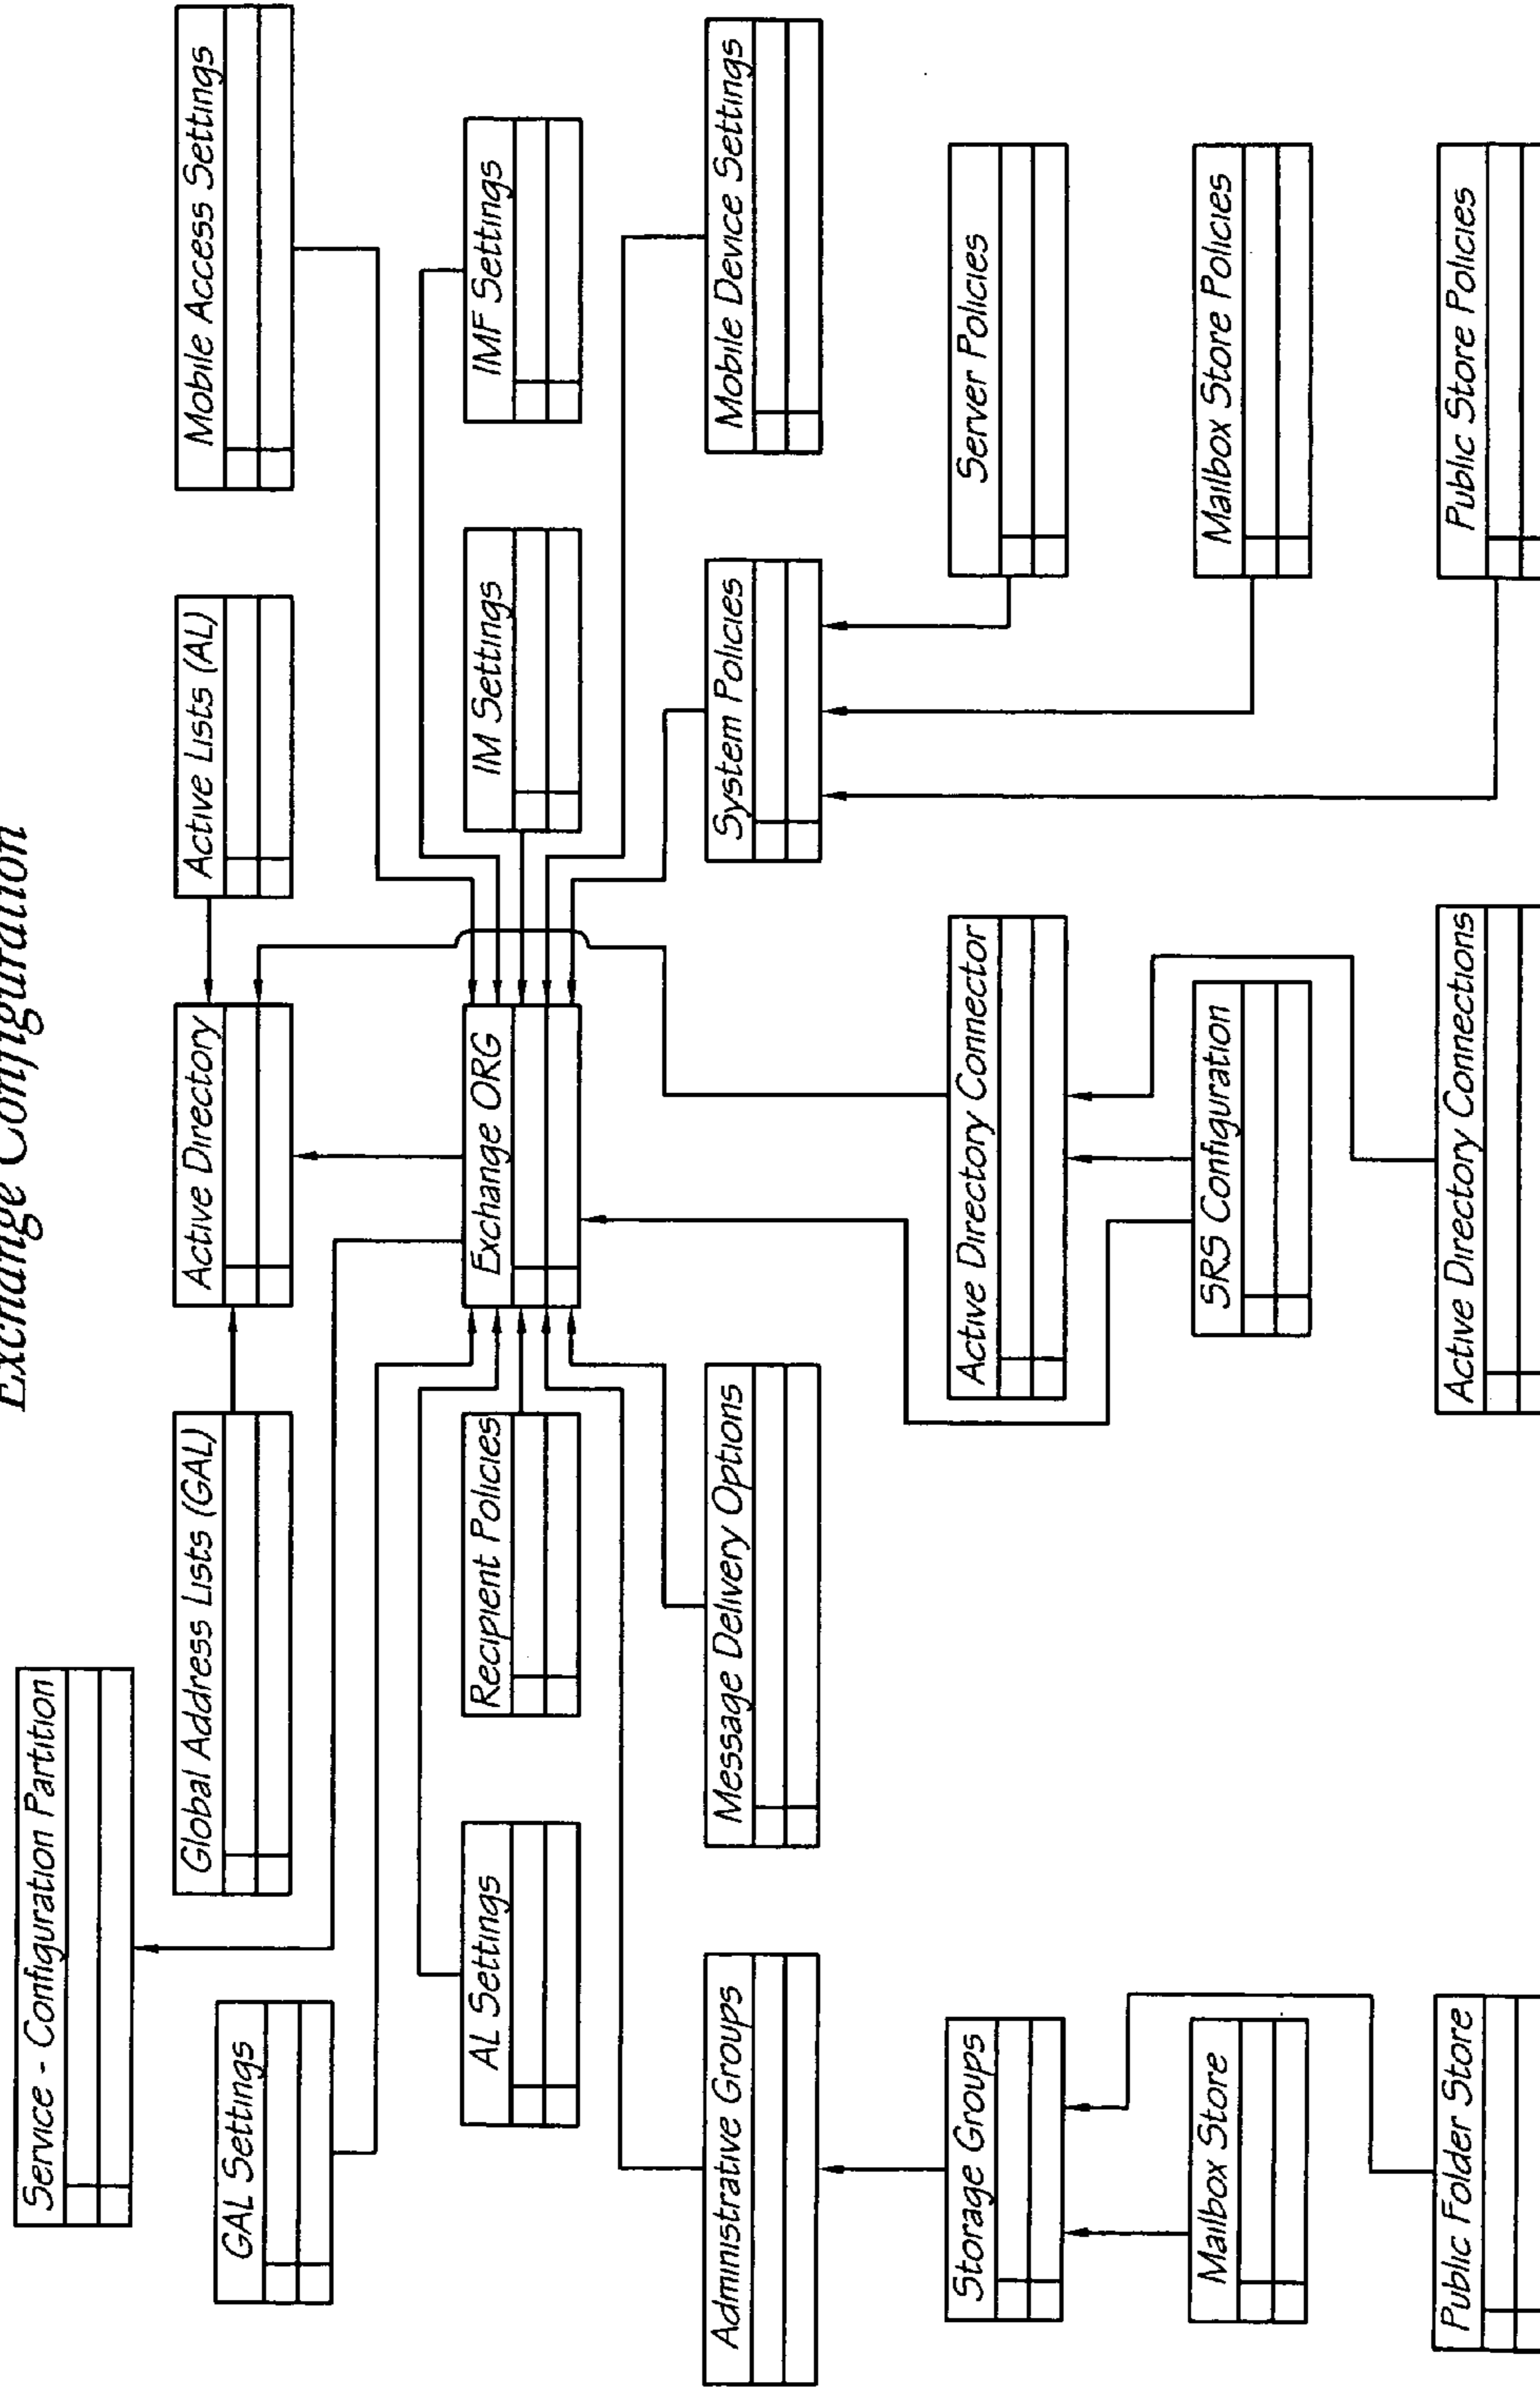 Exchange Configuration
Service - Configuration Partition
GAL Settings
Global Address Lists (GAL)
Active Directory
Active Lists (AL)
Mobile Access Settings
AL Settings
Recipient Policies
Exchange ORG
IM Settings
IMF Settings
Administrative Groups
Message Delivery Options
System Policies
Mobile Device Settings
Storage Groups
Active Directory Connector
Server Policies
Mailbox Store
SRS Configuration
Mailbox Store Policies
Public Folder Store
Active Directory Connections
Public Store Policies